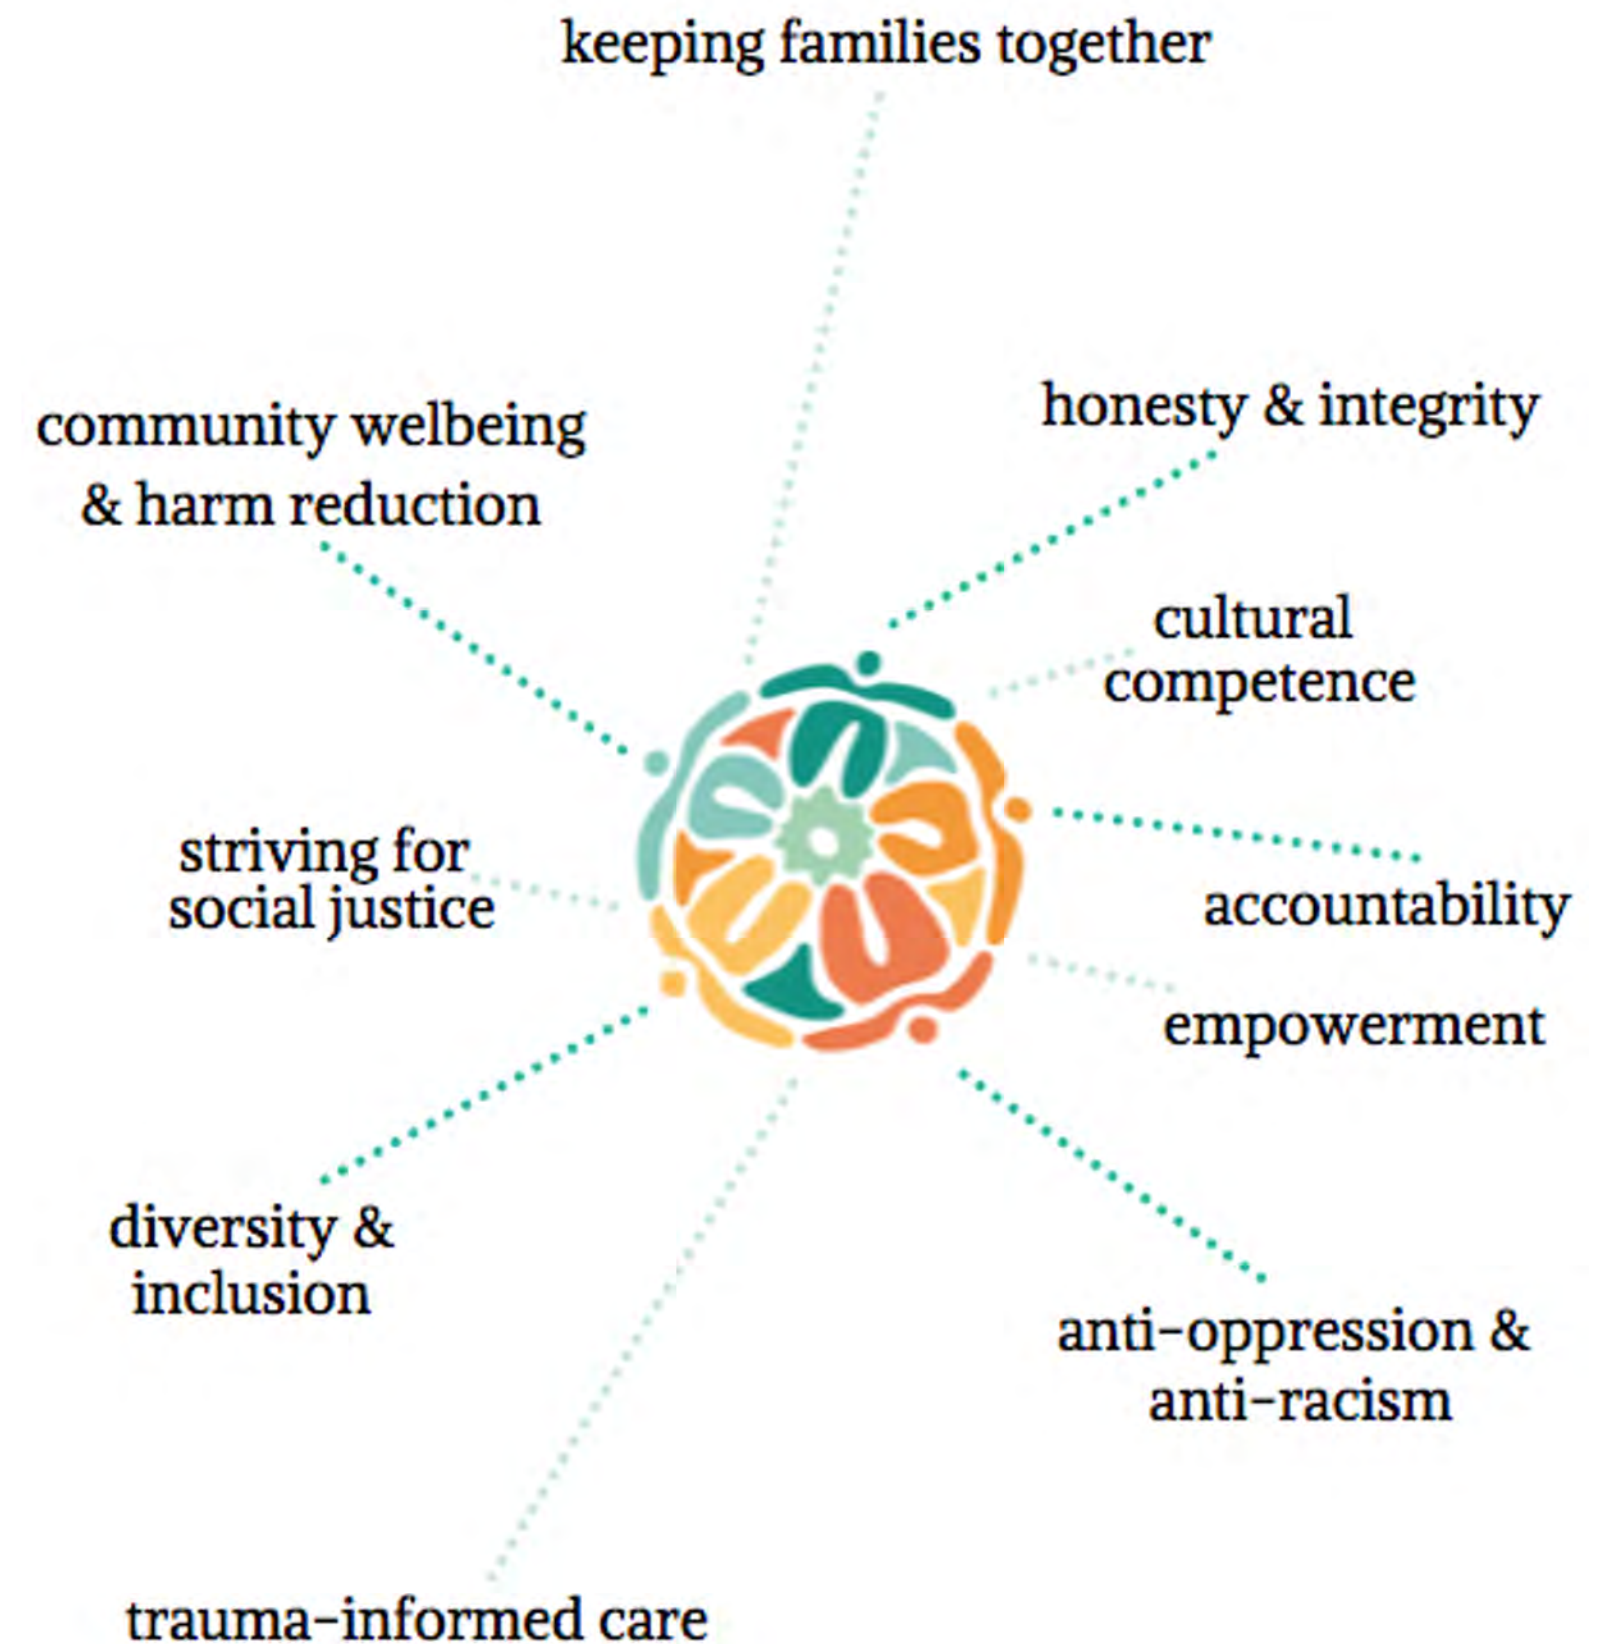 keeping families together
honesty & integrity
community welbeing
& harm reduction
cultural
competence
striving for
social justice
accountability
empowerment
diversity &
inclusion
anti-oppression &
anti-racism
trauma-informed care